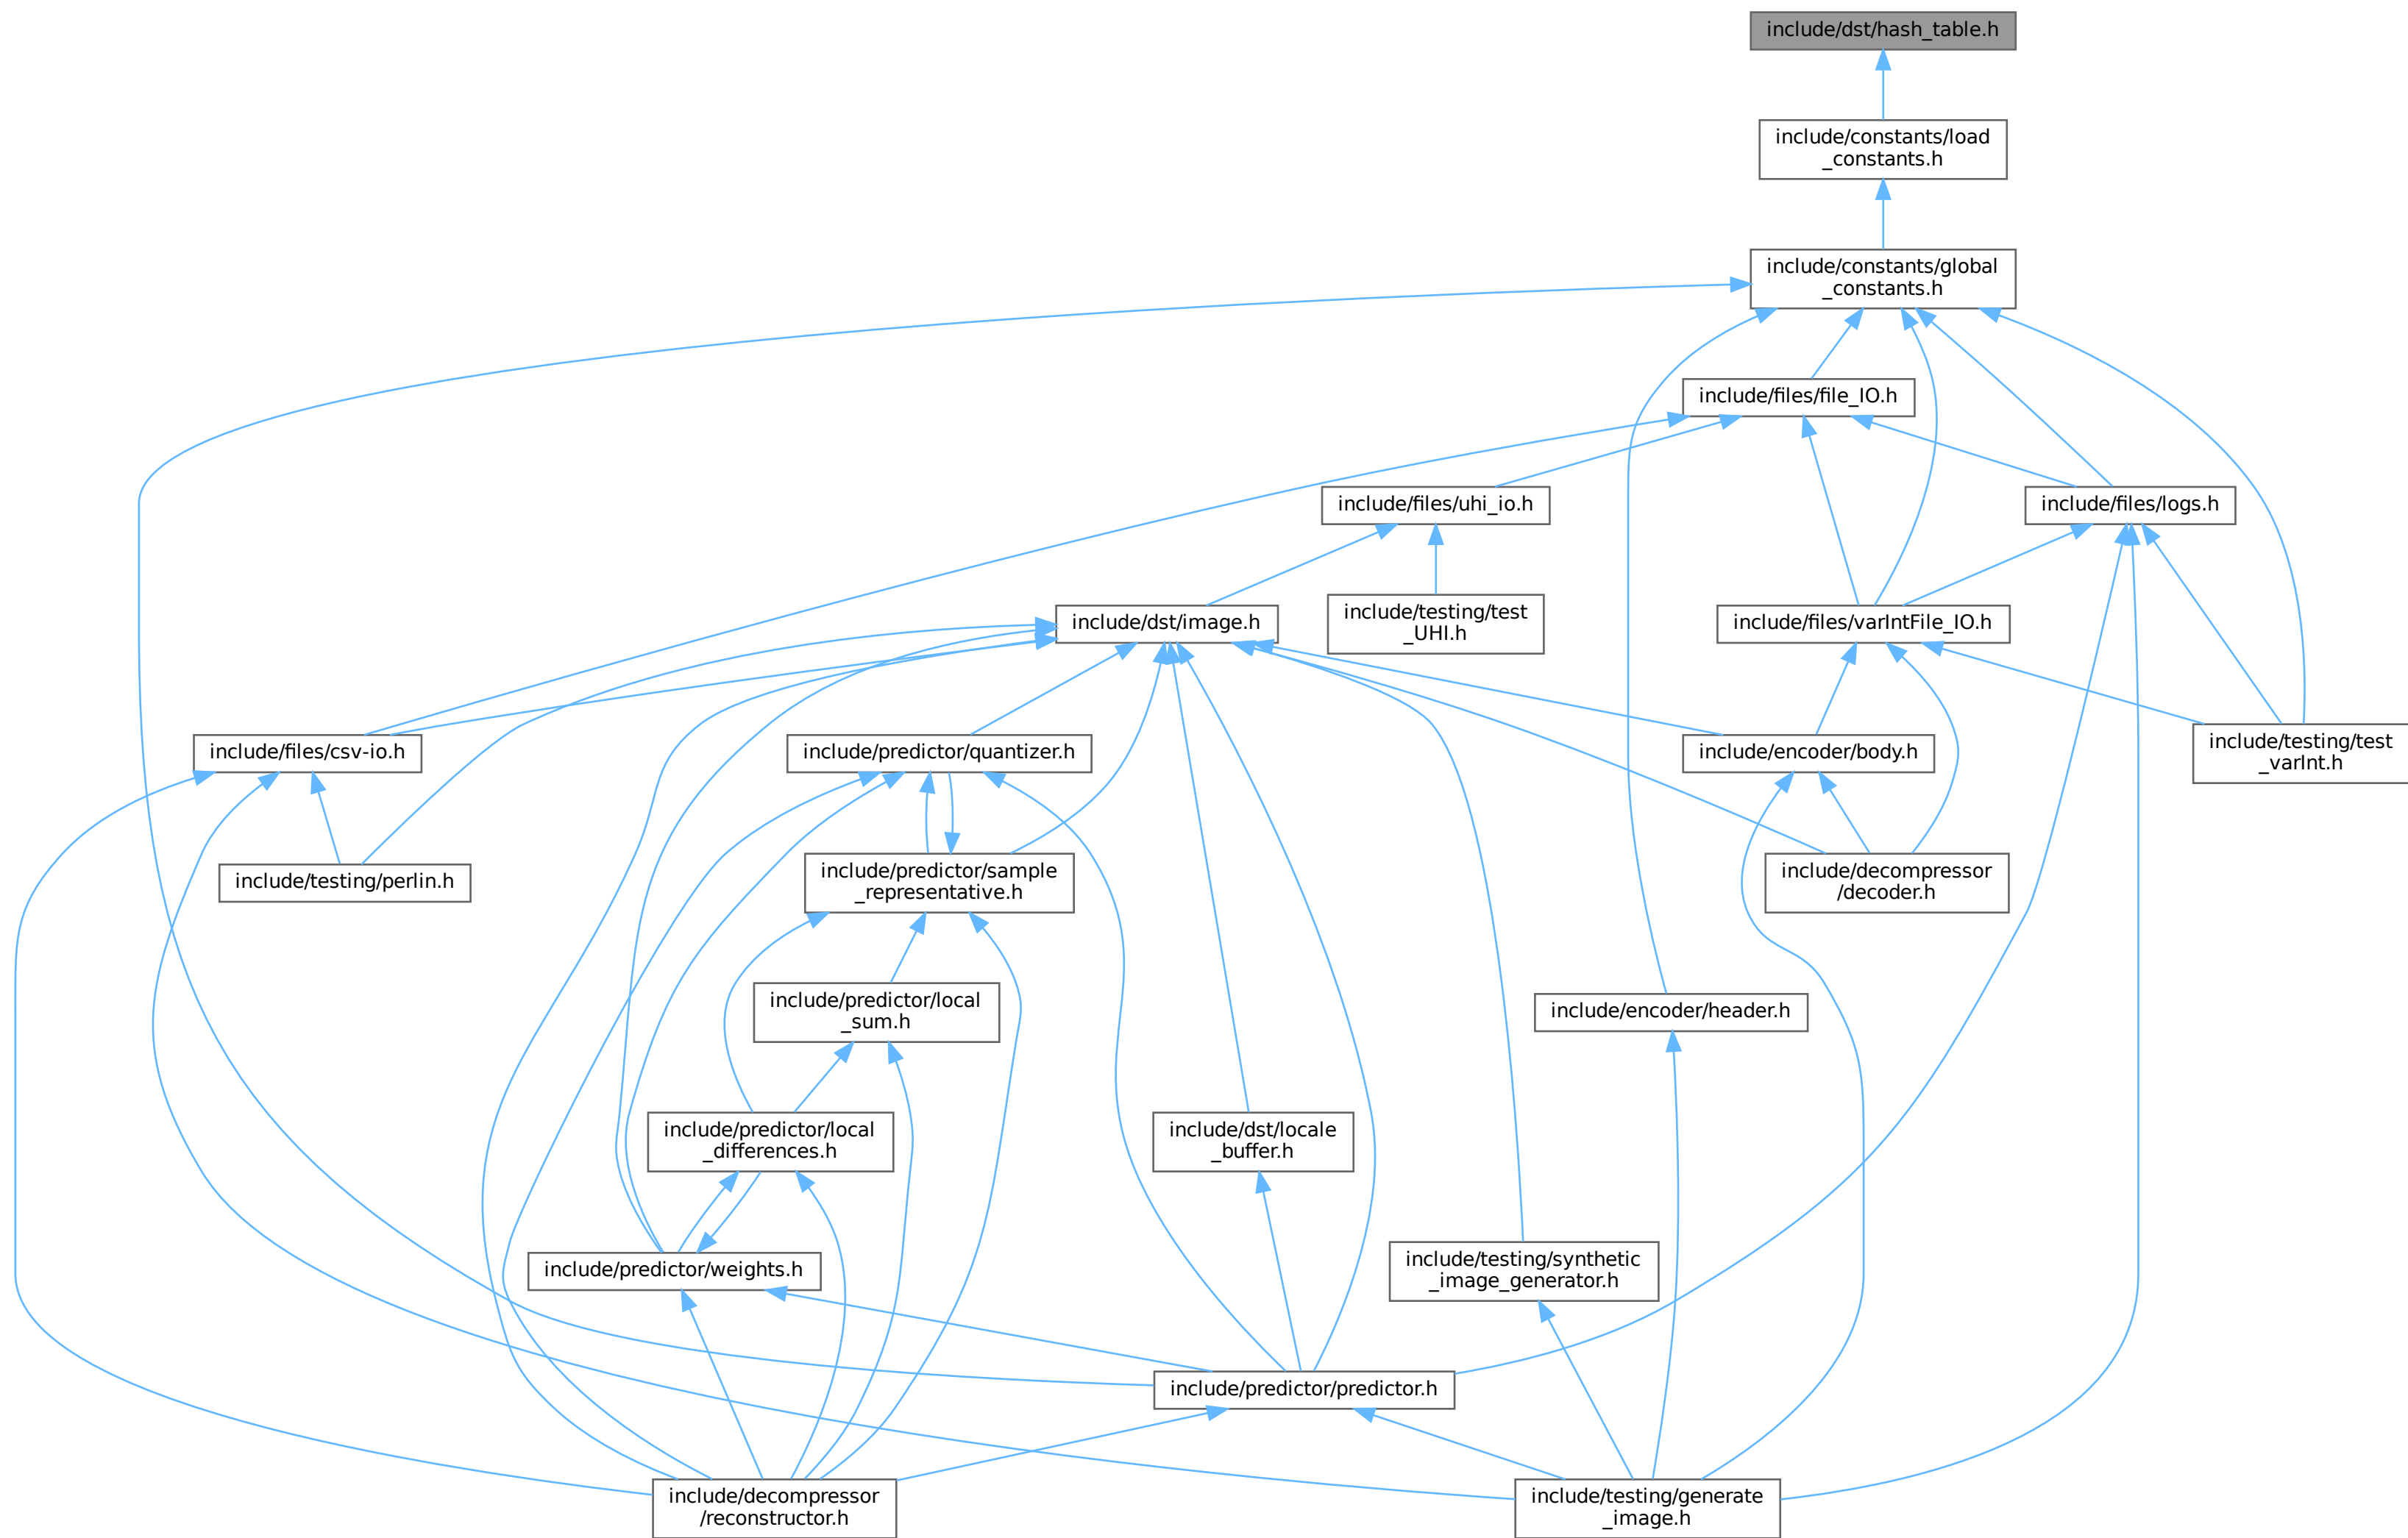 include/dst/hash_table.h
include/constants/load
_constants.h
include/constants/global
_constants.h
include/files/file_IO.h
include/files/uhi_io.h
include/files/logs.h
include/dst/image.h
include/testing/test
_UHI.h
include/files/varIntFile_IO.h
include/files/csv-io.h
include/predictor/quantizer.h
include/encoder/body.h
include/testing/test
_varInt.h
include/testing/perlin.h
include/predictor/sample
_representative.h
include/decompressor
/decoder.h
include/predictor/local
_sum.h
include/encoder/header.h
include/predictor/local
_differences.h
include/dst/locale
_buffer.h
include/predictor/weights.h
include/testing/synthetic
_image_generator.h
include/predictor/predictor.h
include/decompressor
/reconstructor.h
include/testing/generate
_image.h